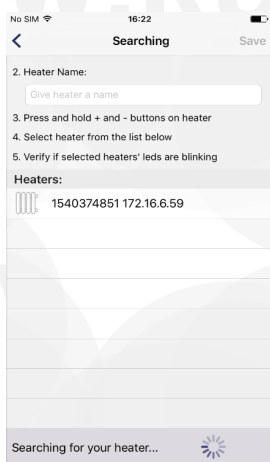 No SIM 16:22
Searching Save
2. Heater Name:
Give heater a name
3. Press and hold + and - buttons on heater
4. Select heater from the list below
5. Verify if selected heaters' leds are blinking
Heaters:
1540374851 172.16.6.59
Searching for your heater...